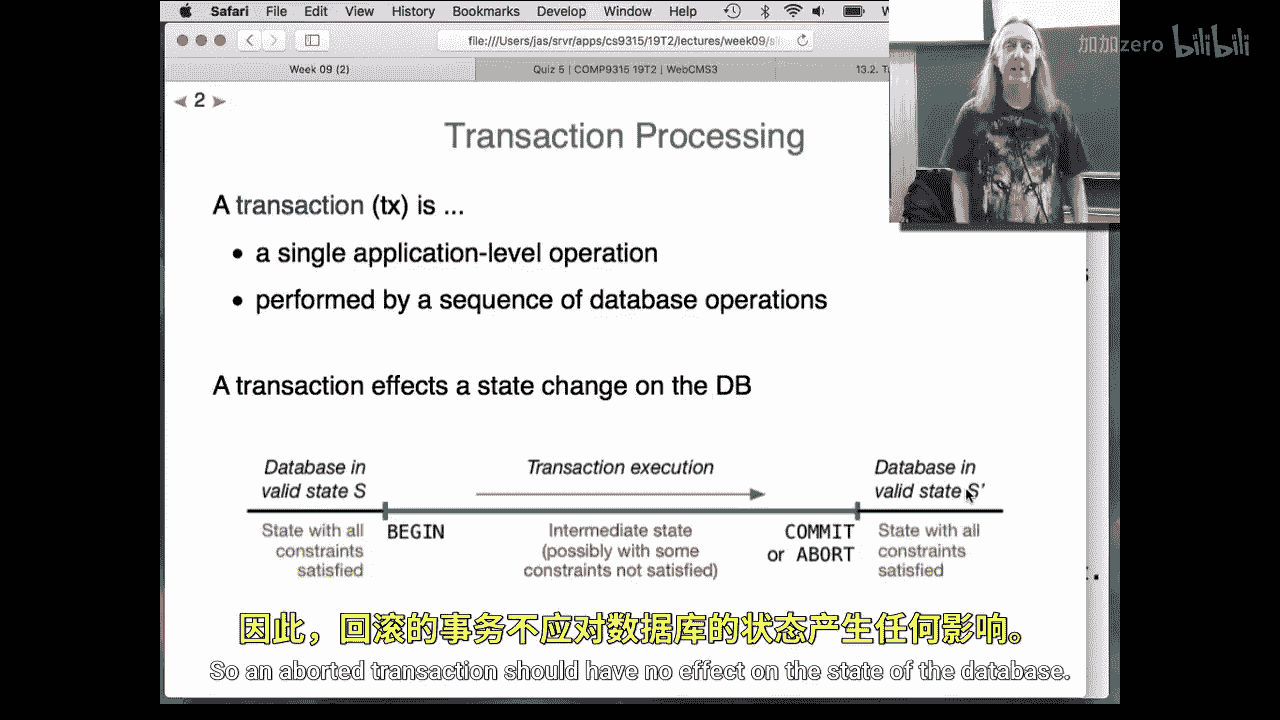 Safari File Edit View History Bookmarks Develop Window Help
加加zero bilibili
file:///Users/jas/srvr/apps/cs9315/19T2/lectures/week09/sli
Week 09 (2) Quiz 5 | COMP9315 19T2 | WebCMS3 13.2. T
2
Transaction Processing
A transaction (tx) is ...
• a single application-level operation
• performed by a sequence of database operations
A transaction effects a state change on the DB
Database in
valid state S
Transaction execution
Database in
valid state S'
State with all
constraints
satisfied
BEGIN
Intermediate state
(possibly with some
constraints not satisfied)
COMMIT
or ABORT
State with all
constraints
satisfied
因此，回滚的事务不应对数据库的状态产生任何影响。
So an aborted transaction should have no effect on the state of the database.